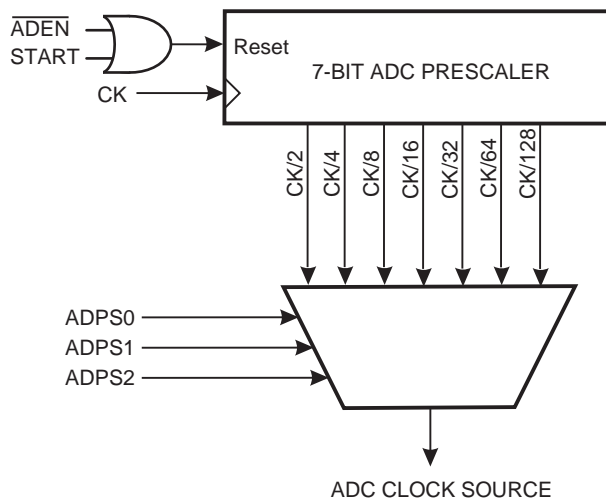 ADEN
START
Reset
7-BIT ADC PRESCALER
CK
CK/2
CK/4
CK/8
CK/16
CK/32
CK/64
CK/128
ADPS0
ADPS1
ADPS2
ADC CLOCK SOURCE